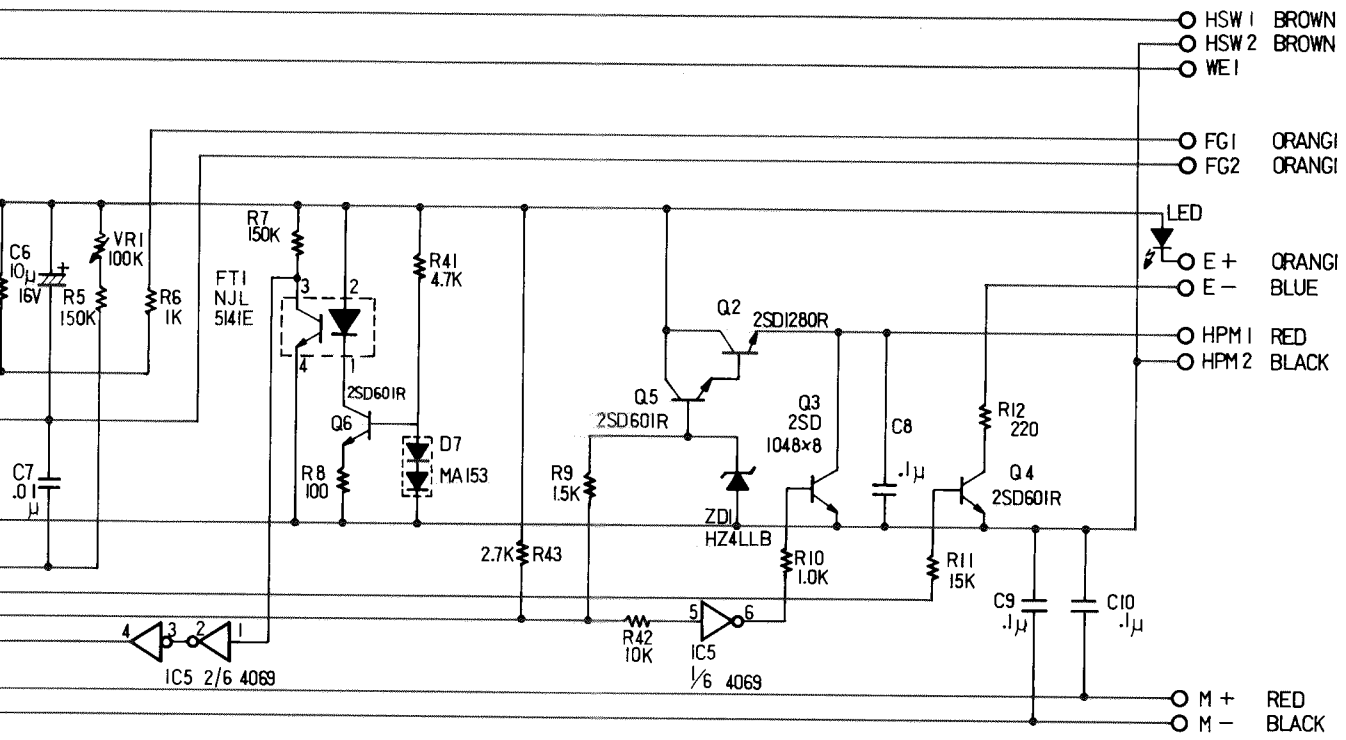 HSW1 BROWN
HSW2 BROWN
WE1
FG1 ORANGI
FG2 ORANGI
LED
E+ ORANGI
E- BLUE
HPM1 RED
HPM2 BLACK
C6
10µ
16V
+
VR1
100K
R5
150K
R6
1K
R7
150K
FT1
NJL
5141E
3
2
4
1
R41
4.7K
2SD601R
Q6
R8
100
D7
MA153
C7
.01
µ
Q2
2SD1280R
Q5
2SD601R
R9
1.5K
ZD1
HZ4LLB
Q3
2SD
1048×8
C8
.1µ
R12
220
Q4
2SD601R
2.7K R43
R10
1.0K
R11
15K
C9
.1µ
C10
.1µ
4 3 2 1
IC5 2/6 4069
R42
10K
5 6
IC5
1/6 4069
M+ RED
M- BLACK